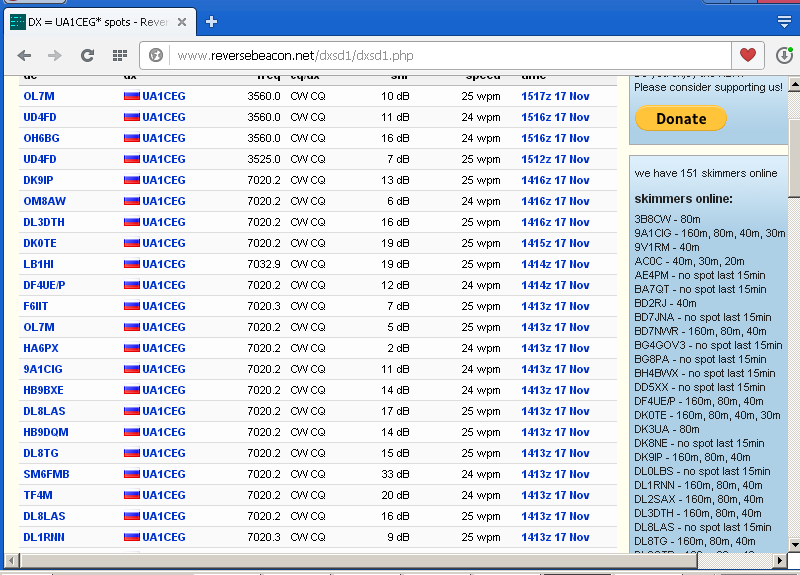 DX = UA1CEG* spots - Rever
www.reversebeacon.net/dxsd1/dxsd1.php
de dx freq cq/dx snr speed time
OL7M UA1CEG 3560.0 CW CQ 10 dB 25 wpm 1517z 17 Nov
UD4FD UA1CEG 3560.0 CW CQ 11 dB 24 wpm 1516z 17 Nov
OH6BG UA1CEG 3560.0 CW CQ 16 dB 24 wpm 1516z 17 Nov
UD4FD UA1CEG 3525.0 CW CQ 7 dB 25 wpm 1512z 17 Nov
DK9IP UA1CEG 7020.2 CW CQ 13 dB 25 wpm 1416z 17 Nov
OM8AW UA1CEG 7020.2 CW CQ 6 dB 24 wpm 1416z 17 Nov
DL3DTH UA1CEG 7020.2 CW CQ 16 dB 24 wpm 1416z 17 Nov
DK0TE UA1CEG 7020.2 CW CQ 19 dB 25 wpm 1415z 17 Nov
LB1HI UA1CEG 7032.9 CW CQ 19 dB 25 wpm 1414z 17 Nov
DF4UE/P UA1CEG 7020.2 CW CQ 12 dB 24 wpm 1414z 17 Nov
F6IIT UA1CEG 7020.3 CW CQ 7 dB 25 wpm 1413z 17 Nov
OL7M UA1CEG 7020.2 CW CQ 5 dB 25 wpm 1413z 17 Nov
HA6PX UA1CEG 7020.2 CW CQ 2 dB 24 wpm 1413z 17 Nov
9A1CIG UA1CEG 7020.2 CW CQ 11 dB 24 wpm 1413z 17 Nov
HB9BXE UA1CEG 7020.2 CW CQ 14 dB 24 wpm 1413z 17 Nov
DL8LAS UA1CEG 7020.2 CW CQ 17 dB 25 wpm 1413z 17 Nov
HB9DQM UA1CEG 7020.2 CW CQ 14 dB 25 wpm 1413z 17 Nov
DL8TG UA1CEG 7020.2 CW CQ 15 dB 25 wpm 1413z 17 Nov
SM6FMB UA1CEG 7020.2 CW CQ 33 dB 24 wpm 1413z 17 Nov
TF4M UA1CEG 7020.2 CW CQ 20 dB 24 wpm 1413z 17 Nov
DL8LAS UA1CEG 7020.2 CW CQ 16 dB 25 wpm 1413z 17 Nov
DL1RNN UA1CEG 7020.3 CW CQ 9 dB 25 wpm 1413z 17 Nov
Please consider supporting us!
Donate
we have 151 skimmers online
skimmers online:
3B8CW - 80m
9A1CIG - 160m, 80m, 40m, 30m
9V1RM - 40m
AC0C - 40m, 30m, 20m
AE4PM - no spot last 15min
BA7QT - no spot last 15min
BD2RJ - 40m
BD7JNA - no spot last 15min
BD7NWR - 160m, 80m, 40m
BG4GOV3 - no spot last 15min
BG8PA - no spot last 15min
BH4BWX - no spot last 15min
DD5XX - no spot last 15min
DF4UE/P - 160m, 80m, 40m
DK0TE - 160m, 80m, 40m, 30m
DK3UA - 80m
DK8NE - no spot last 15min
DK9IP - 160m, 80m, 40m
DL0LBS - no spot last 15min
DL1RNN - 160m, 80m, 40m
DL2SAX - 160m, 80m, 40m
DL3DTH - 160m, 80m, 40m
DL8LAS - no spot last 15min
DL8TG - 160m, 80m, 40m